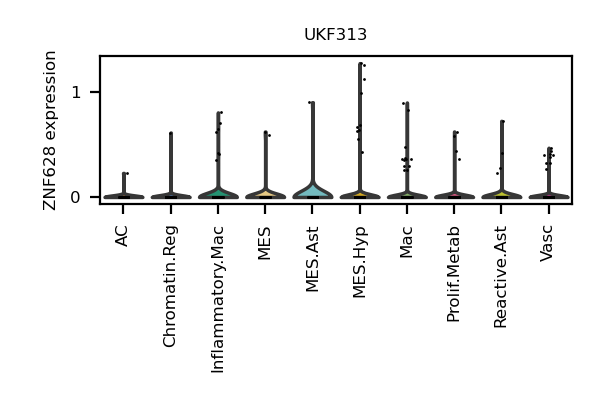 UKF313
ZNF628 expression
1
0
AC
Chromatin.Reg
Inflammatory.Mac
MES
MES.Ast
MES.Hyp
Mac
Prolif.Metab
Reactive.Ast
Vasc